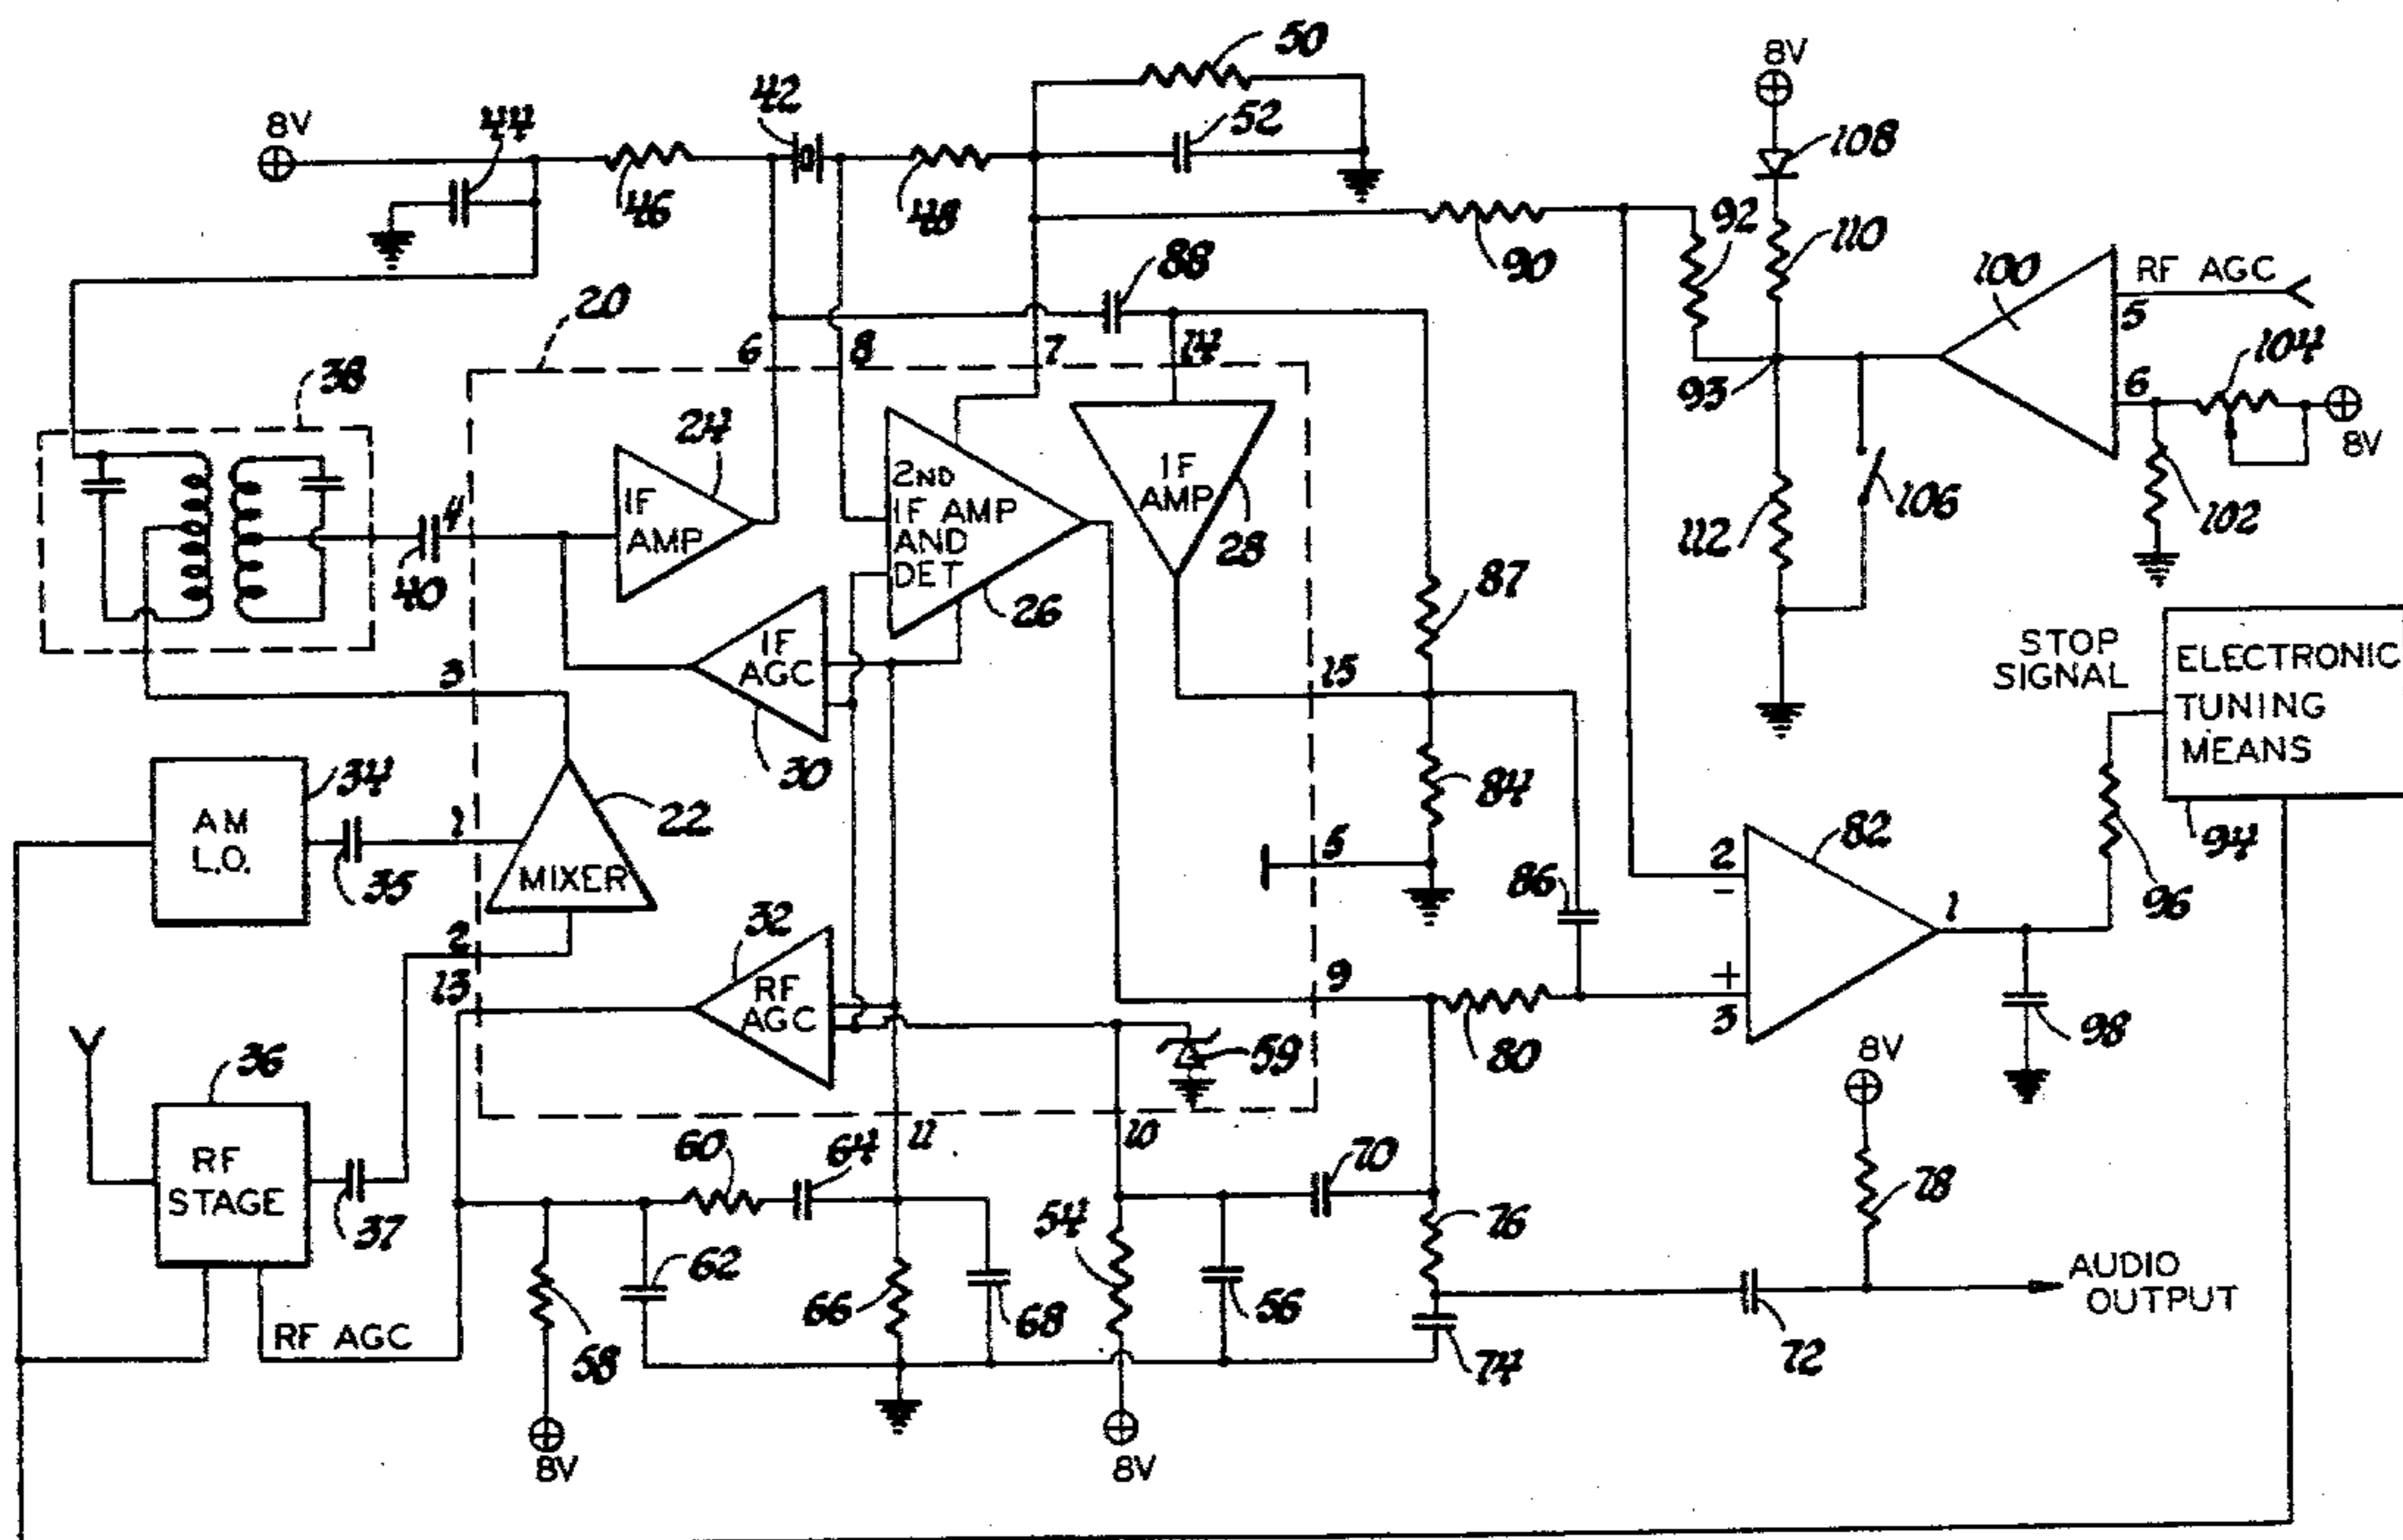 50
8V
42
44
52
8V
108
46
48
92
110
88
90
100
RF AGC
5
20
6
8
7
14
104
38
93
6
8V
24
IF
AMP
2ND
IF AMP
AND
DET
IF
AMP
28
106
102
112
4
40
26
87
IF
AGC
STOP
SIGNAL
ELECTRONIC
TUNING
MEANS
3
15
30
34
22
84
AM
L.O.
1
5
82
94
35
MIXER
2
–
86
1
96
32
2
13
RF
AGC
9
+
3
98
80
59
36
8V
11
10
RF
STAGE
60
64
70
37
54
76
78
62
66
68
56
AUDIO
OUTPUT
RF AGC
58
74
72
8V
8V